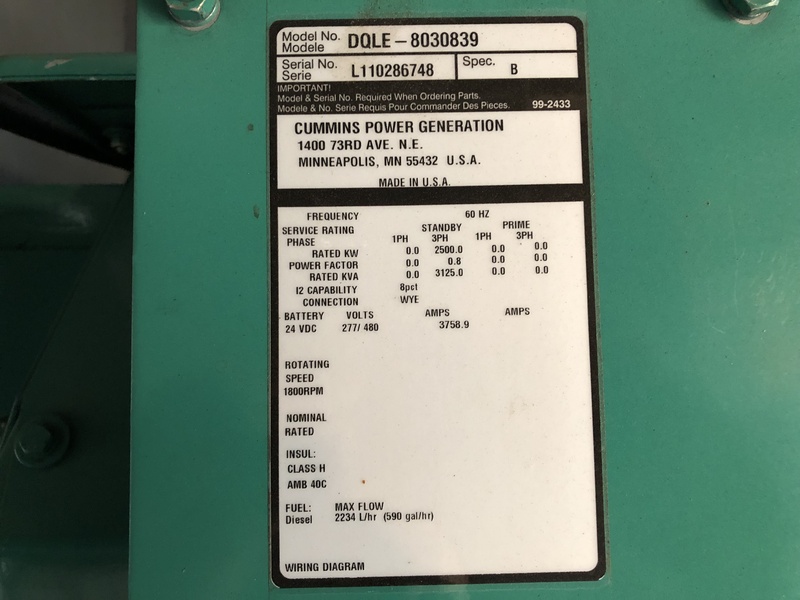 Model No. DQLE – 8030839
Modele
Serial No. L110286748 Spec. B
Serie
IMPORTANT!
Model & Serial No. Required When Ordering Parts.
Modele & No. Serie Requis Pour Commander Des Pieces. 99-2433
CUMMINS POWER GENERATION
1400 73RD AVE. N.E.
MINNEAPOLIS, MN 55432 U.S.A.
MADE IN U.S.A.
FREQUENCY 60 HZ
SERVICE RATING STANDBY PRIME
PHASE 1PH 3PH 1PH 3PH
RATED KW 0.0 2500.0 0.0 0.0
POWER FACTOR 0.0 0.8 0.0 0.0
RATED KVA 0.0 3125.0 0.0 0.0
I2 CAPABILITY 8pct
CONNECTION WYE
BATTERY VOLTS AMPS AMPS
24 VDC 277/ 480 3758.9
ROTATING
SPEED
1800RPM
NOMINAL
RATED
INSUL:
CLASS H
AMB 40C
FUEL: MAX FLOW
Diesel 2234 L/hr (590 gal/hr)
WIRING DIAGRAM